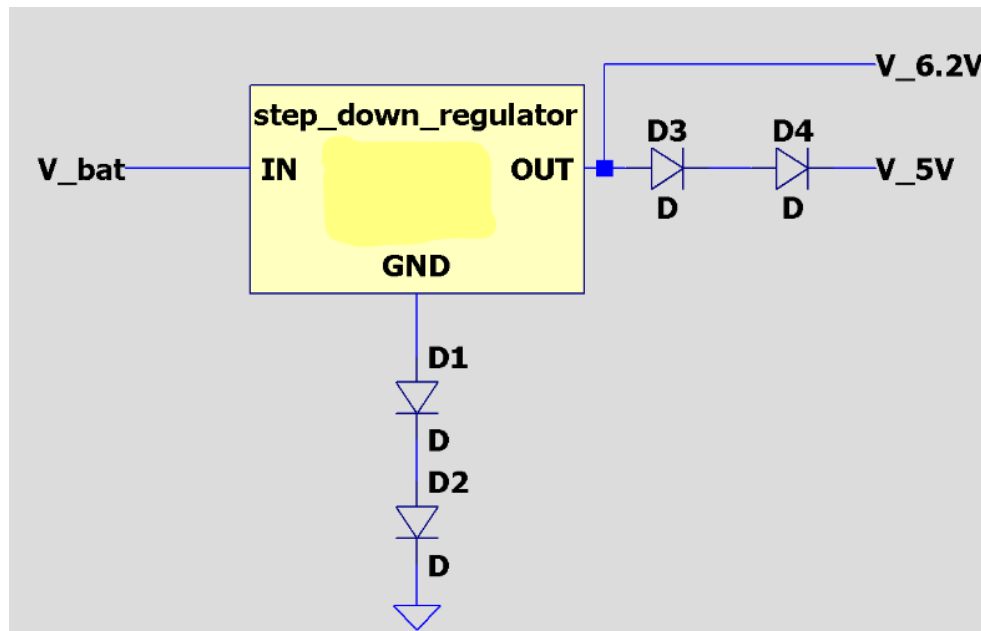 V_6.2V
step_down_regulator
D3
D4
V_bat
IN
OUT
V_5V
D
D
GND
D1
D
D2
D